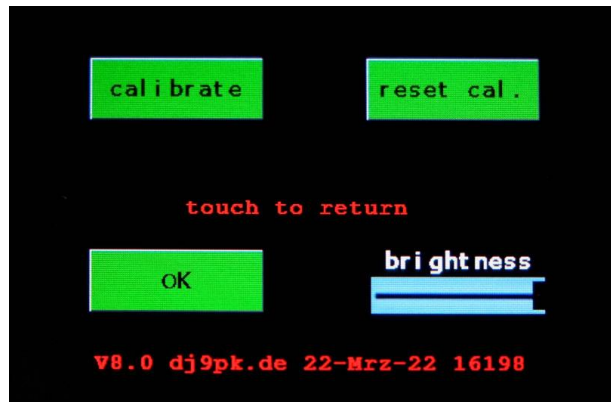 calibrate
reset cal.
touch to return
brightness
OK
V8.0 dj9pk.de 22-Mrz-22 16198